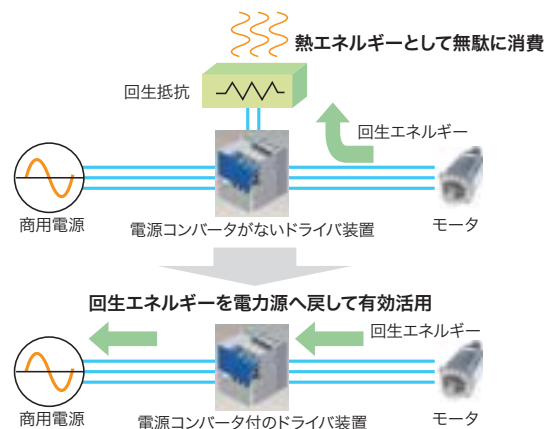 熱エネルギーとして無駄に消費
回生抵抗
回生エネルギー
商用電源
電源コンバータがないドライバ装置
モータ
回生エネルギーを電力源へ戻して有効活用
回生エネルギー
商用電源
電源コンバータ付のドライバ装置
モータ